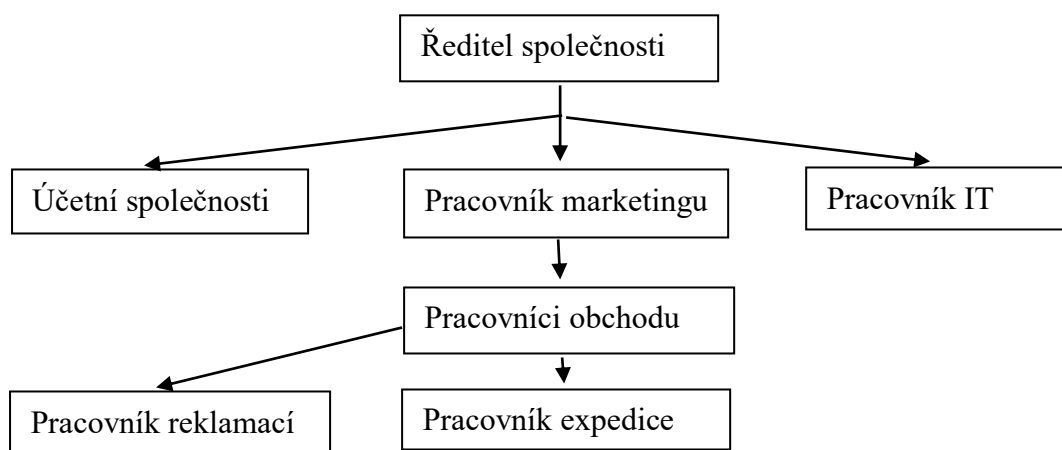 Ředitel společnosti
Účetní společnosti
Pracovník marketingu
Pracovník IT
Pracovníci obchodu
Pracovník reklamací
Pracovník expedice